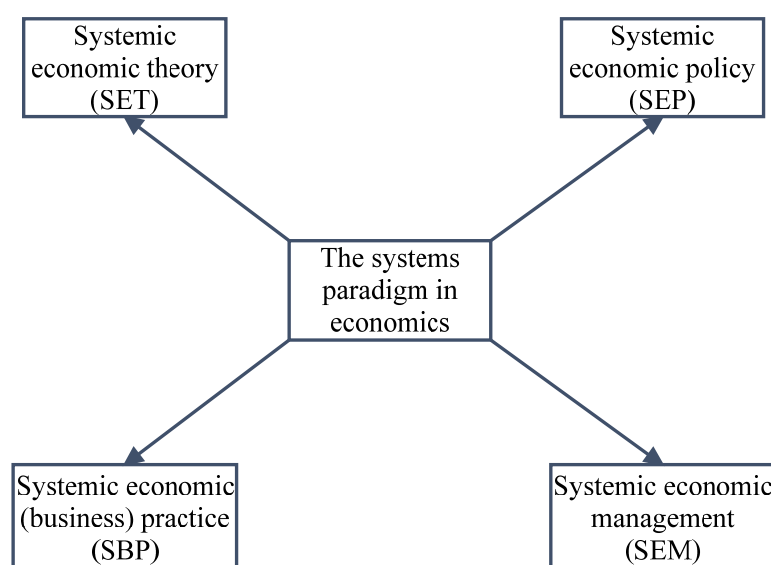 Systemic
economic theory
(SET)
Systemic
economic policy
(SEP)
The systems
paradigm in
economics
Systemic economic
(business) practice
(SBP)
Systemic economic
management
(SEM)